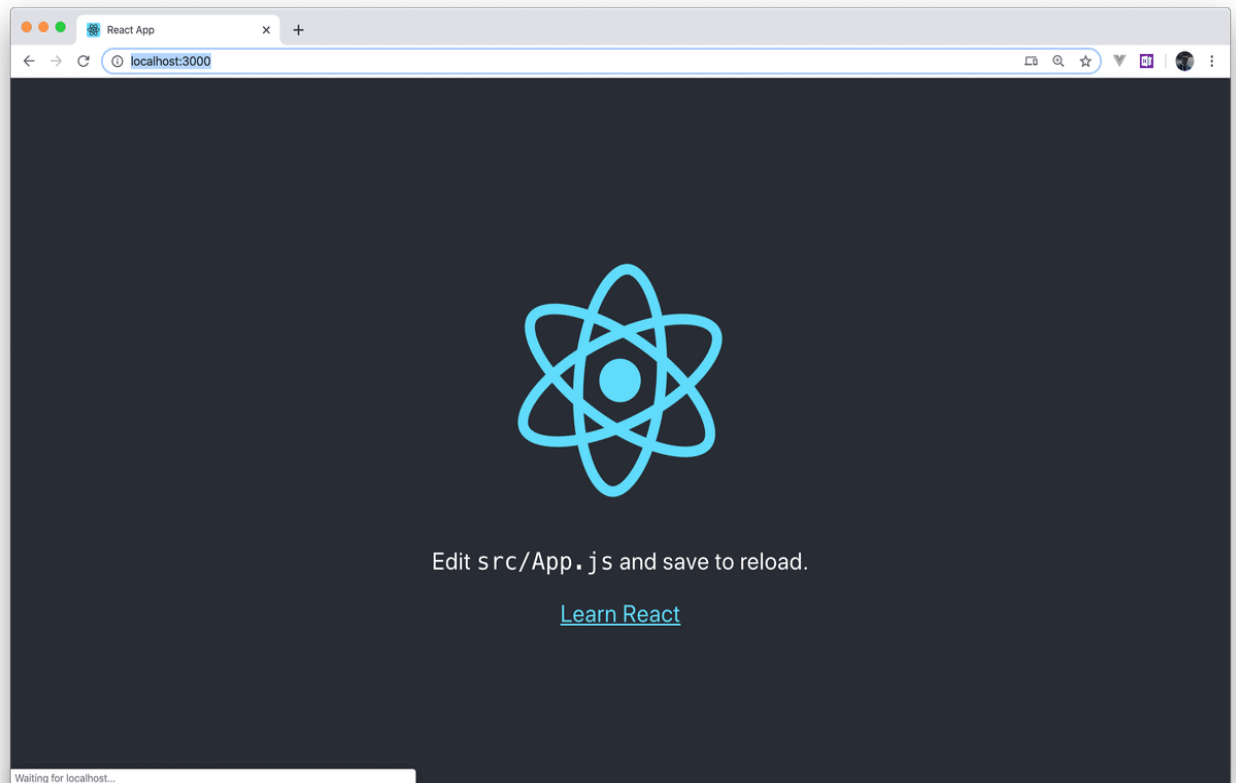 React App
localhost:3000
Edit src/App.js and save to reload.
Learn React
Waiting for localhost...